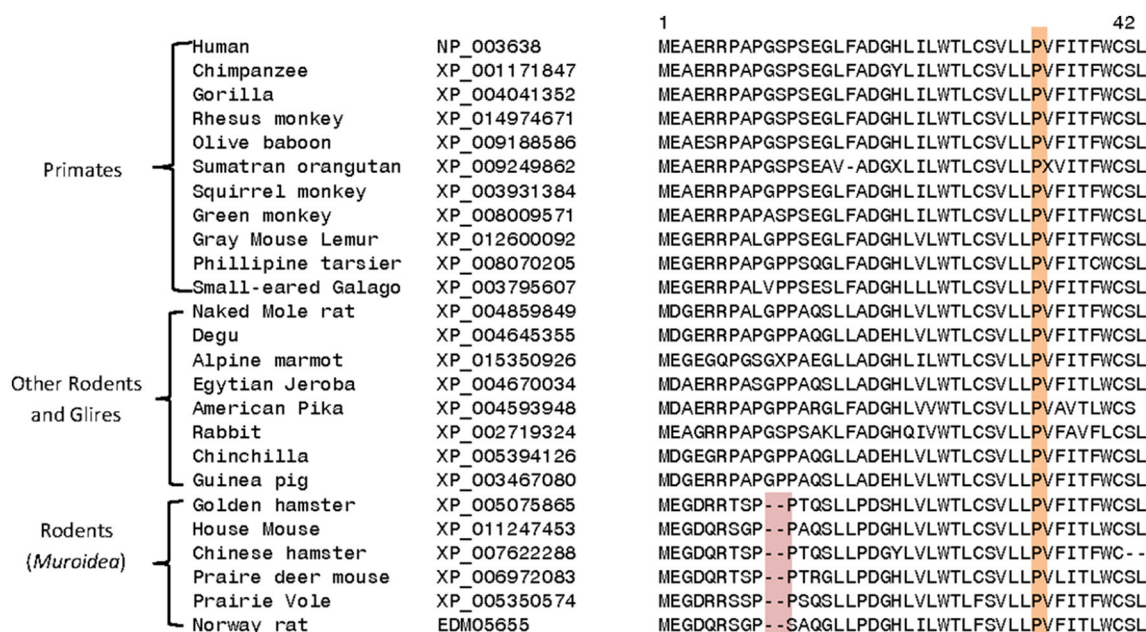 1 42
Human NP_003638 MEAERRPAPGSPSEGLFADGHLILWTLCSVLLPVFITFWCSL
Chimpanzee XP_001171847 MEAERRPAPGSPSEGLFADGYLILWTLCSVLLPVFITFWCSL
Gorilla XP_004041352 MEAERRPAPGSPSEGLFADGHLILWTLCSVLLPVFITFWCSL
Rhesus monkey XP_014974671 MEAESRPAPGSPSEGLFADGHLILWTLCSVLLPVFITFWCSL
Olive baboon XP_009188586 MEAESRPAPGSPSEGLFADGHLILWTLCSVLLPVFITFWCSL
Primates Sumatran orangutan XP_009249862 MEAERRPAPGSPSEAV-ADGXLILWTLCSVLLPXVITFWCSL
Squirrel monkey XP_003931384 MEAERRPAPGPPSEGLFADGHLILWTLCSVLLPVFITFWCSL
Green monkey XP_008009571 MEAERRPAPASPSEGLFADGHLILWTLCSVLLPVFITFWCSL
Gray Mouse Lemur XP_012600092 MEGERRPALGPPSEGLFADGHLVLWTLCSVLLPVFITFWCSL
Phillipine tarsier XP_008070205 MEGERRPAPGPPSQGLFADGHLVLWTLCSVLLPVFITCWCSL
Small-eared Galago XP_003795607 MEGERRPALVPPSESLFADGHLLLWTLCSVLLPVFITFWCSL
Naked Mole rat XP_004859849 MDGERRPALGPPAQSLLADGHLVLWTLCSVLLPVFITFWCSL
Degu XP_004645355 MDGERRPAPGPPAQGLLADEHLVLWTLCSVLLPVFITFWCSL
Alpine marmot XP_015350926 MEGEGQPGSGXPAEGLLADGHLILWTLCSVLLPVFITFWCSL
Other Rodents and Glires Egytian Jeroba XP_004670034 MDAERRPASGPPAQSLLADGHLVLWTLCSVLLPVFITLWCSL
American Pika XP_004593948 MDAERRPAPGPPARGLFADGHLVVWTLCSVLLPVAVTLWCS
Rabbit XP_002719324 MEAGRRPAPGSPSAKLFADGHQIVWTLCSVLLPVFAVFLCSL
Chinchilla XP_005394126 MDGEGRPAPGPPAQGLLADEHLVLWTLCSVLLPVFITFWCSL
Guinea pig XP_003467080 MDGERRPAPGPPAQSLLADEHLVLWTLCSVLLPVFITFWCSL
Golden hamster XP_005075865 MEGDRRTSP--PTQSLLPDSHLVLWTLCSVLLPVFITFWCSL
Rodents (Muroidea) House Mouse XP_011247453 MEGDQRSGP--PAQSLLPDGHLVLWTLCSVLLPVFITFWCSL
Chinese hamster XP_007622288 MEGDQRTSP--PTQSLLPDGYLVLWTLCSVLLPVFITFWC--
Praire deer mouse XP_006972083 MEGDQRTSP--PTRGLLPDGHLVLWTLCSVLLPVLITFWCSL
Prairie Vole XP_005350574 MEGDRRSSP--PSQSLLPDGHLVLWTLFSVLLPVFITFWCSL
Norway rat EDM05655 MEGDRRSGP--SAQGLLPDGHLVLWTLCSVLLPVFITLWCSL